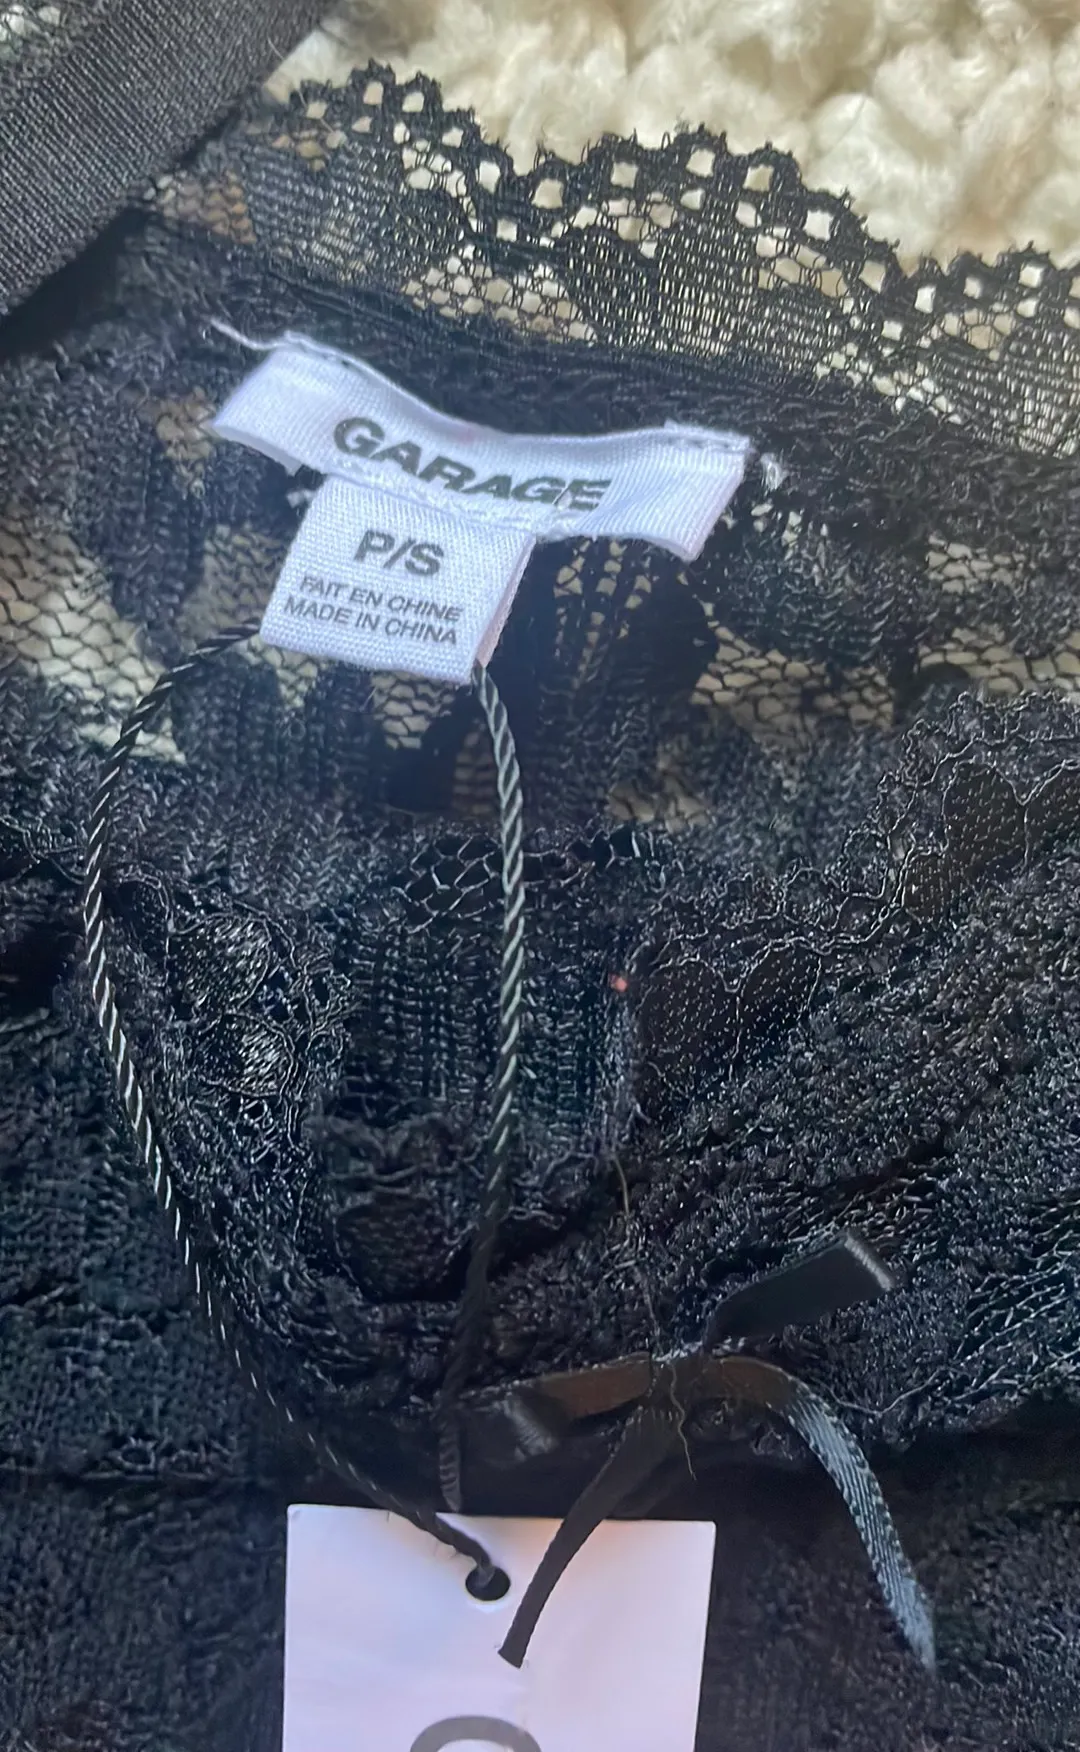 GARAGE
P/S
FAIT EN CHINE
MADE IN CHINA